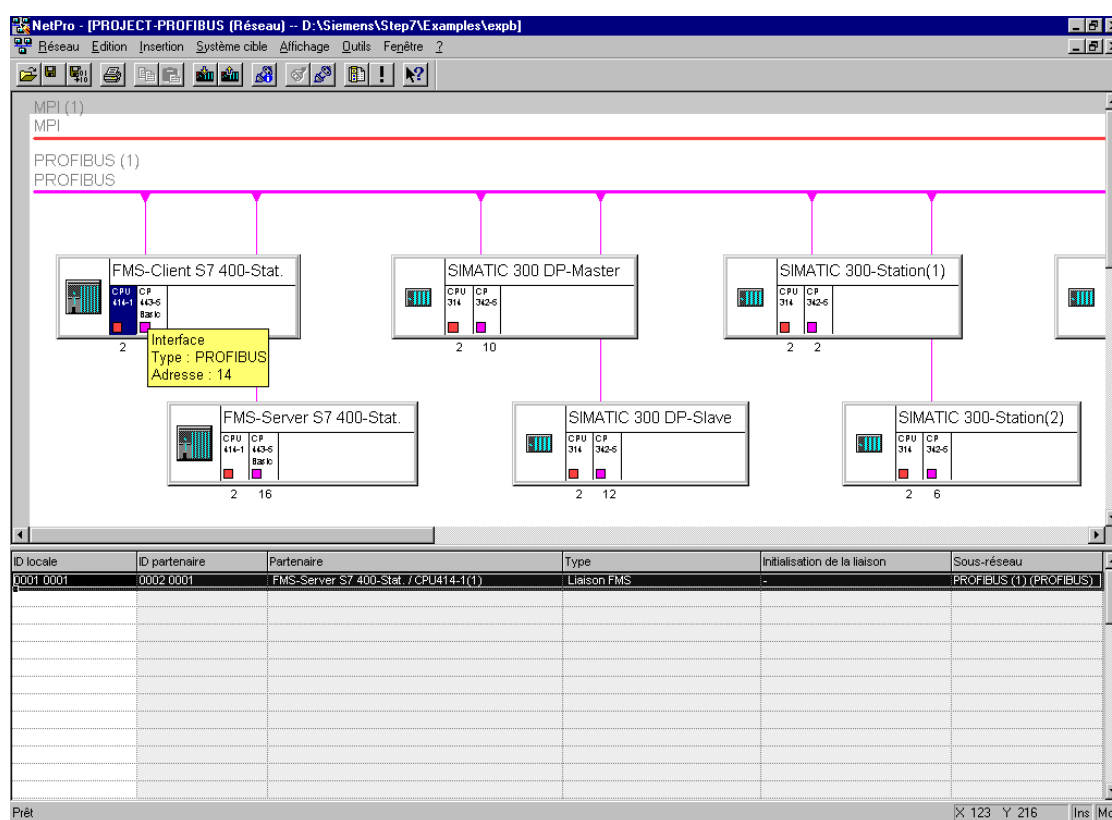 NetPro - [PROJECT-PROFIBUS (Réseau) -- D:\Siemens\Step7\Examples\expb]
Réseau Edition Insertion Système cible Affichage Outils Fenêtre ?
MPI (1)
MPI
PROFIBUS (1)
PROFIBUS
FMS-Client S7 400-Stat.
CPU 414-1
CP 443-5 Basic
2
Interface
Type : PROFIBUS
Adresse : 14
SIMATIC 300 DP-Master
CPU 314
CP 342-5
2 10
SIMATIC 300-Station(1)
CPU 314
CP 342-5
2 2
FMS-Server S7 400-Stat.
CPU 414-1
CP 443-5 Basic
2 16
SIMATIC 300 DP-Slave
CPU 314
CP 342-5
2 12
SIMATIC 300-Station(2)
CPU 314
CP 342-5
2 6
ID locale ID partenaire Partenaire Type Initialisation de la liaison Sous-réseau
0001 0001 0002 0001 FMS-Server S7 400-Stat. / CPU414-1(1) Liaison FMS - PROFIBUS (1) (PROFIBUS)
Prêt X 123 Y 216 Ins